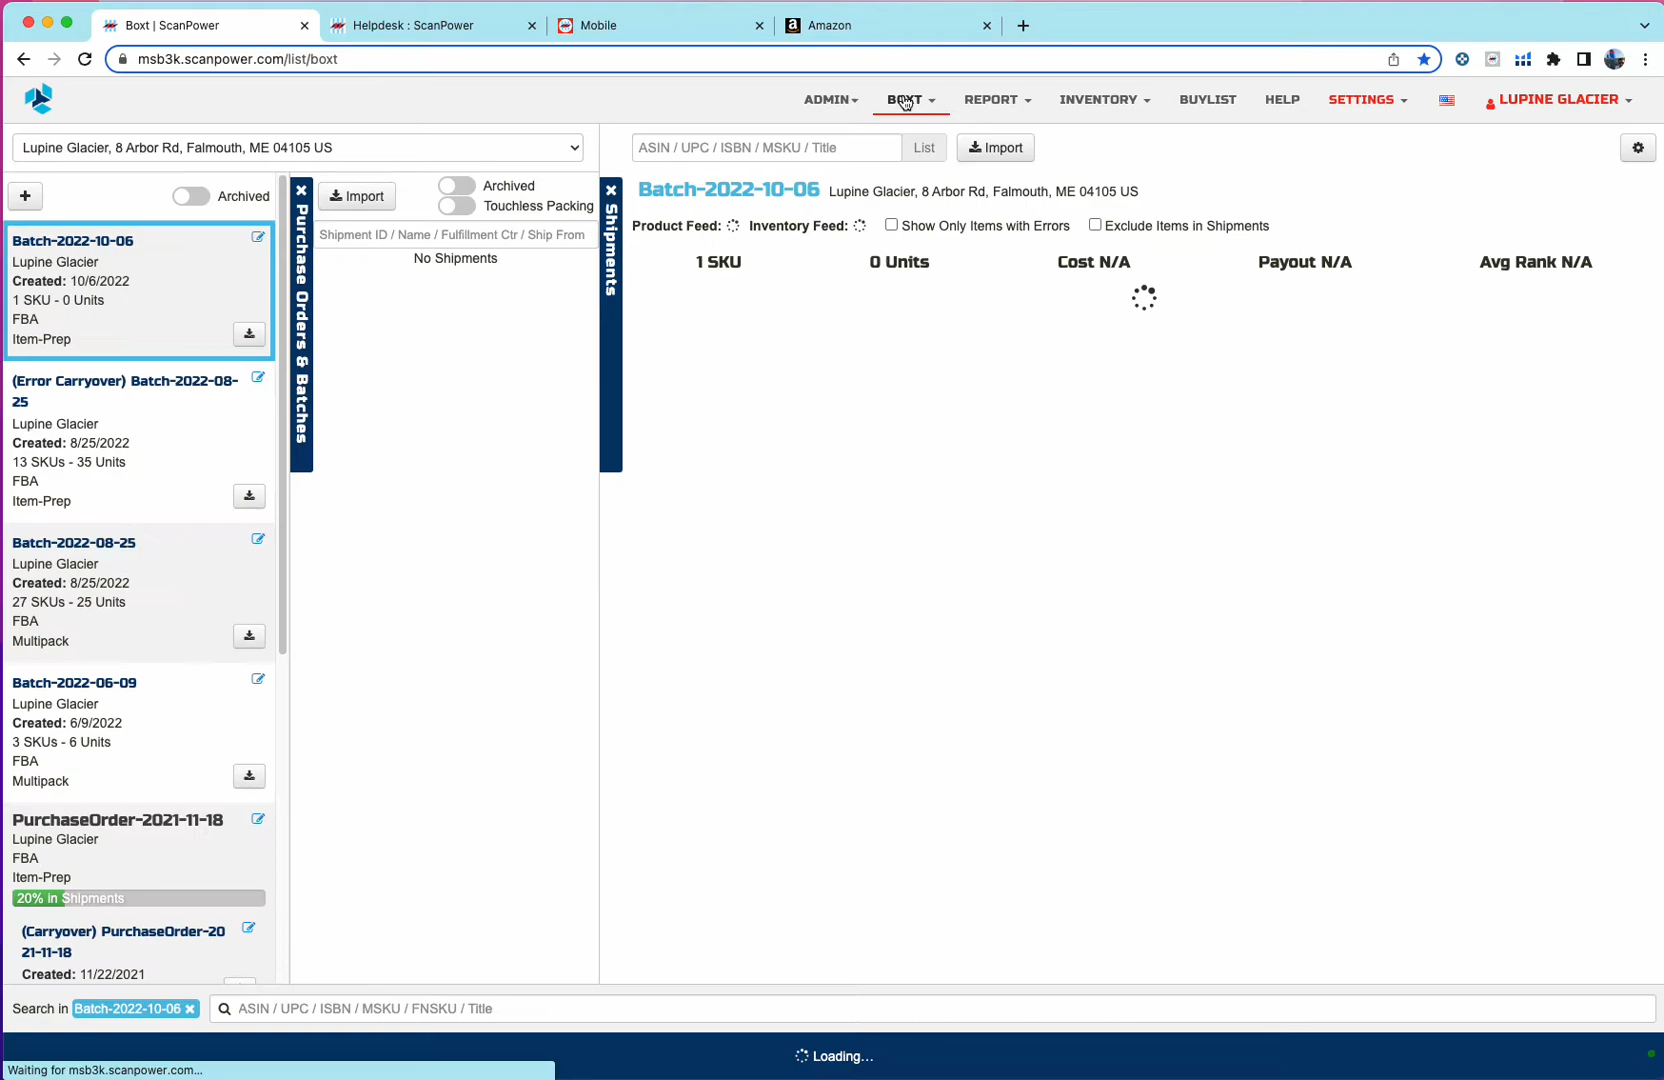 Boxt | ScanPower
Helpdesk : ScanPower
Mobile
Amazon
msb3k.scanpower.com/list/boxt
ADMIN
BOXT
REPORT
INVENTORY
BUYLIST
HELP
SETTINGS
LUPINE GLACIER
Lupine Glacier, 8 Arbor Rd, Falmouth, ME 04105 US
Archived
Batch-2022-10-06
Lupine Glacier
Created: 10/6/2022
1 SKU - 0 Units
FBA
Item-Prep
(Error Carryover) Batch-2022-08-
25
Lupine Glacier
Created: 8/25/2022
13 SKUs - 35 Units
FBA
Item-Prep
Batch-2022-08-25
Lupine Glacier
Created: 8/25/2022
27 SKUs - 25 Units
FBA
Multipack
Batch-2022-06-09
Lupine Glacier
Created: 6/9/2022
3 SKUs - 6 Units
FBA
Multipack
PurchaseOrder-2021-11-18
Lupine Glacier
FBA
Item-Prep
20% in Shipments
(Carryover) PurchaseOrder-20
21-11-18
Created: 11/22/2021
Purchase Orders & Batches
Import
Archived
Touchless Packing
Shipment ID / Name / Fulfillment Ctr / Ship From
No Shipments
Shipments
ASIN / UPC / ISBN / MSKU / Title
List
Import
Batch-2022-10-06 Lupine Glacier, 8 Arbor Rd, Falmouth, ME 04105 US
Product Feed: Inventory Feed: Show Only Items with Errors Exclude Items in Shipments
1 SKU 0 Units Cost N/A Payout N/A Avg Rank N/A
Search in Batch-2022-10-06 ASIN / UPC / ISBN / MSKU / FNSKU / Title
Loading...
Waiting for msb3k.scanpower.com...